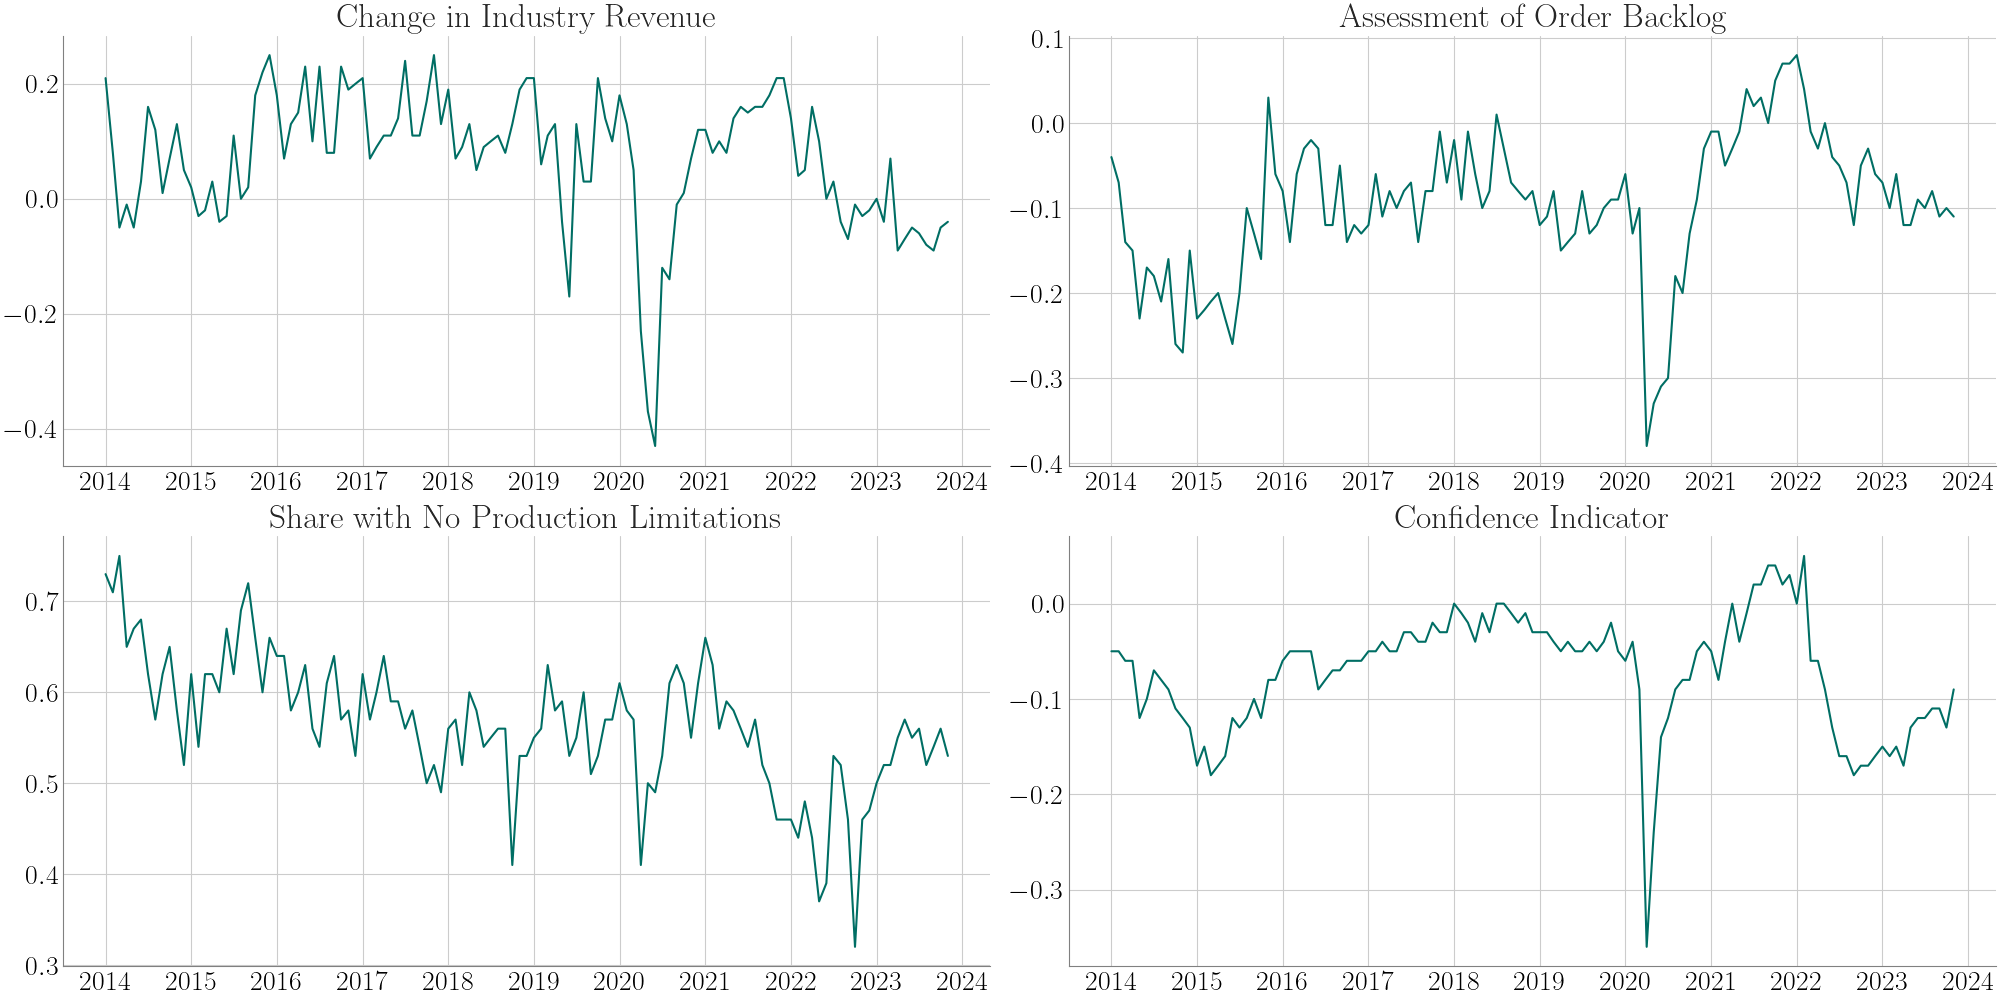 Change in Industry Revenue
0.2
0.0
−0.2
−0.4
2014 2015 2016 2017 2018 2019 2020 2021 2022 2023 2024
Assessment of Order Backlog
0.1
0.0
−0.1
−0.2
−0.3
−0.4
2014 2015 2016 2017 2018 2019 2020 2021 2022 2023 2024
Share with No Production Limitations
0.7
0.6
0.5
0.4
0.3
2014 2015 2016 2017 2018 2019 2020 2021 2022 2023 2024
Confidence Indicator
0.0
−0.1
−0.2
−0.3
2014 2015 2016 2017 2018 2019 2020 2021 2022 2023 2024